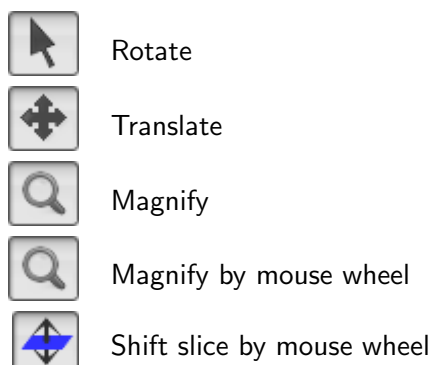 Rotate
Translate
Magnify
Magnify by mouse wheel
Shift slice by mouse wheel